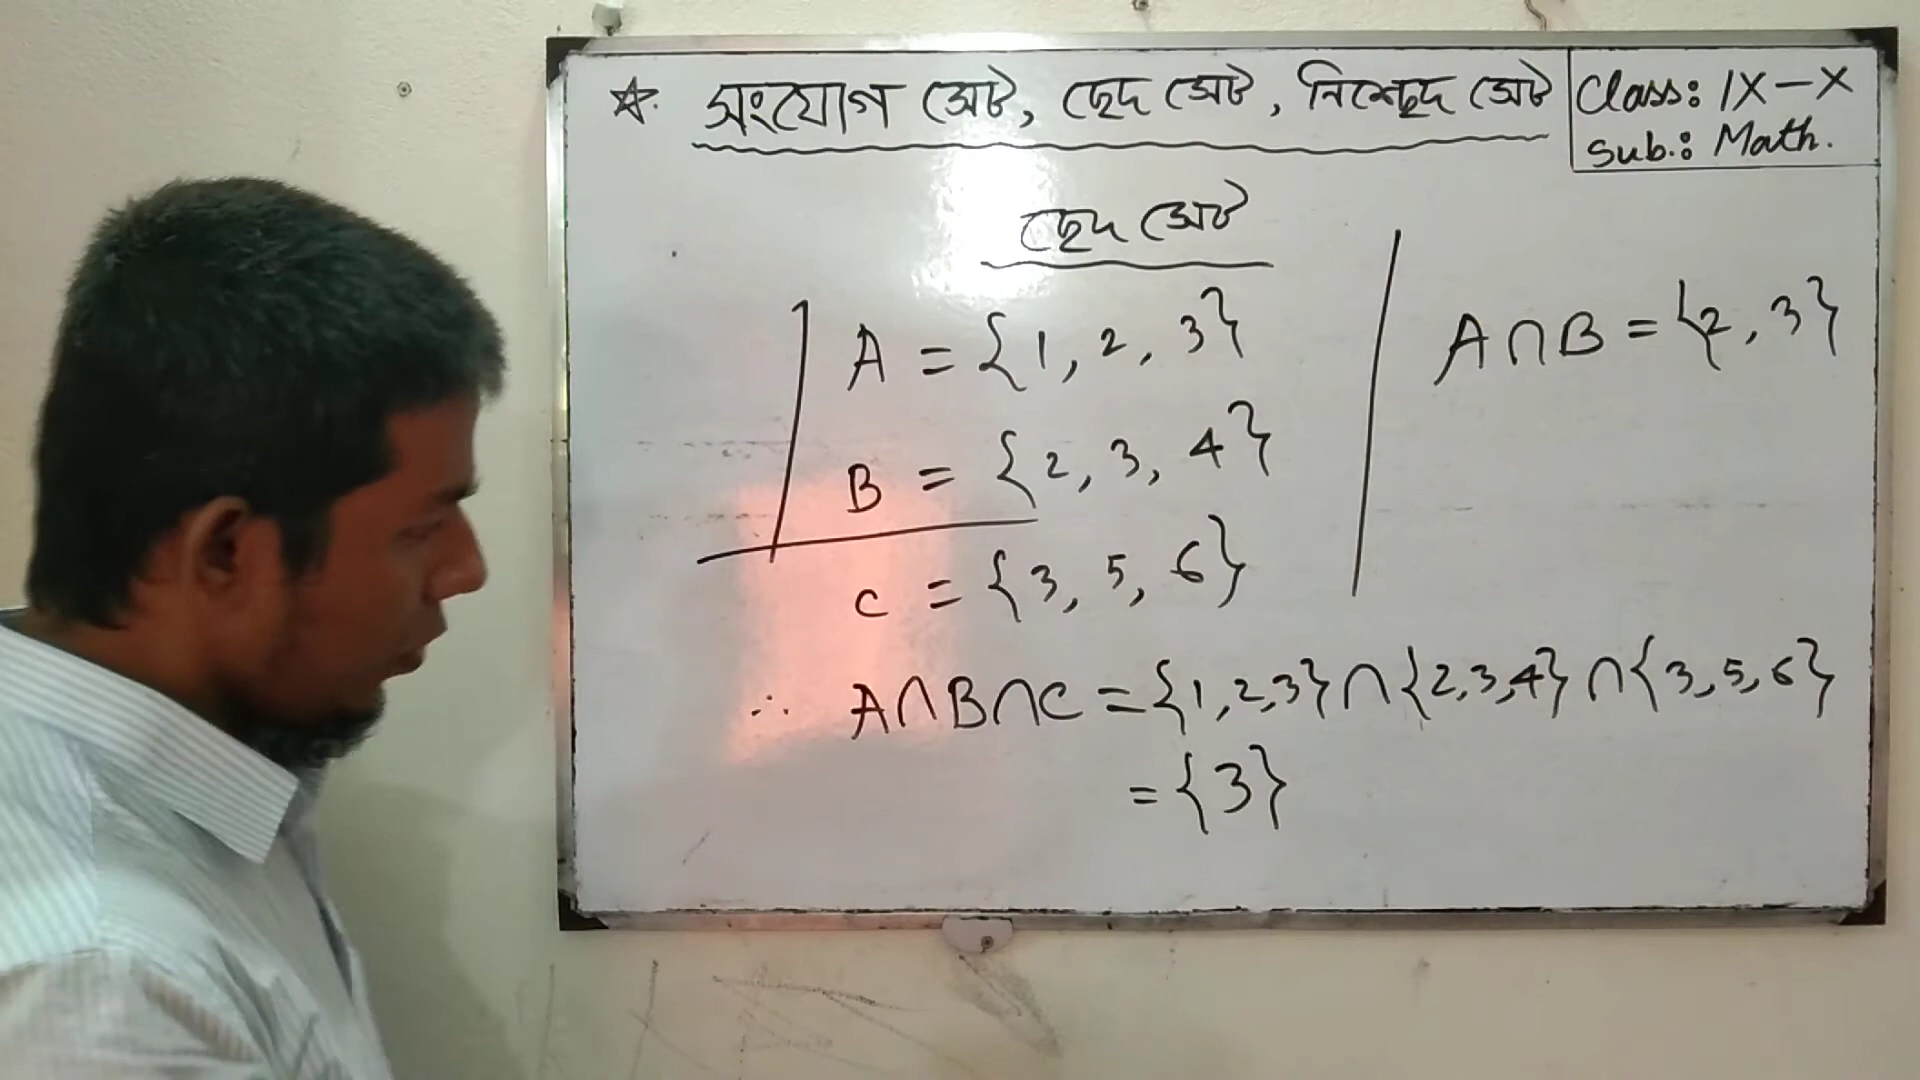 ☆. সংযোগ সেট, ছেদ সেট, নিশ্ছেদ সেট
Class: IX-X
Sub.: Math.
ছেদ সেট
A = {1, 2, 3}
B = {2, 3, 4}
C = {3, 5, 6}
A∩B = {2, 3}
∴ A∩B∩C = {1,2,3}∩{2,3,4}∩{3,5,6}
= {3}